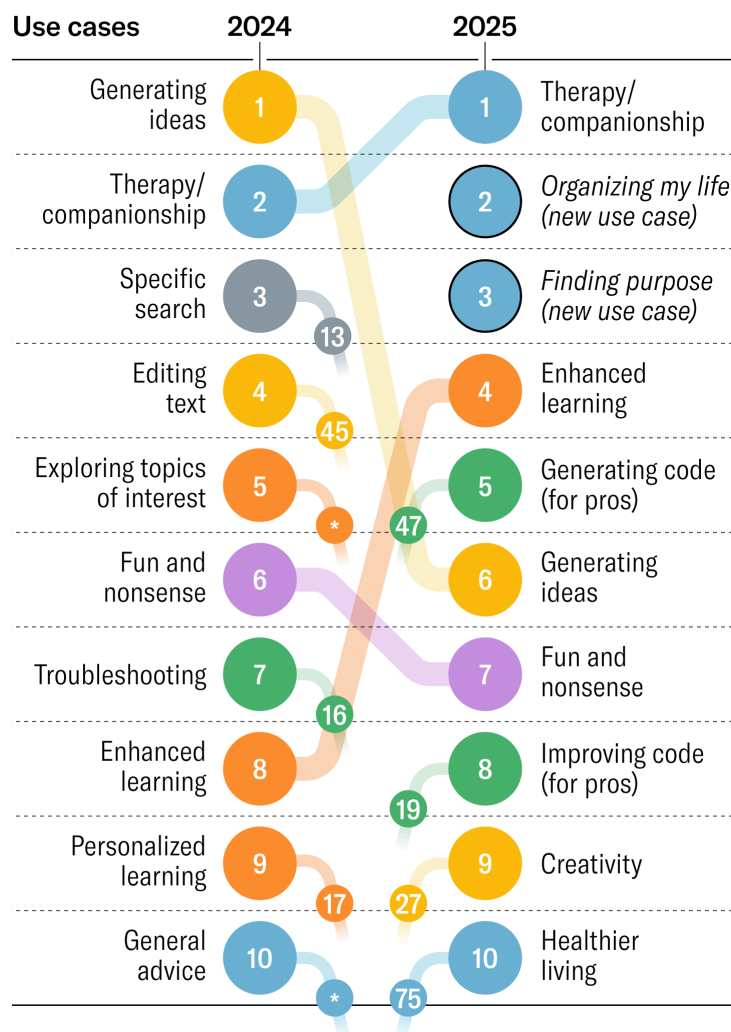 Use cases 2024 2025
Generating
ideas
1
1
Therapy/
companionship
Therapy/
companionship
2
2
Organizing my life
(new use case)
Specific
search
3
13
3
Finding purpose
(new use case)
Editing
text
4
45
4
Enhanced
learning
Exploring topics
of interest
5
*
47
5
Generating code
(for pros)
Fun and
nonsense
6
6
Generating
ideas
Troubleshooting
7
16
7
Fun and
nonsense
Enhanced
learning
8
19
8
Improving code
(for pros)
Personalized
learning
9
17
27
9
Creativity
General
advice
10
*
75
10
Healthier
living